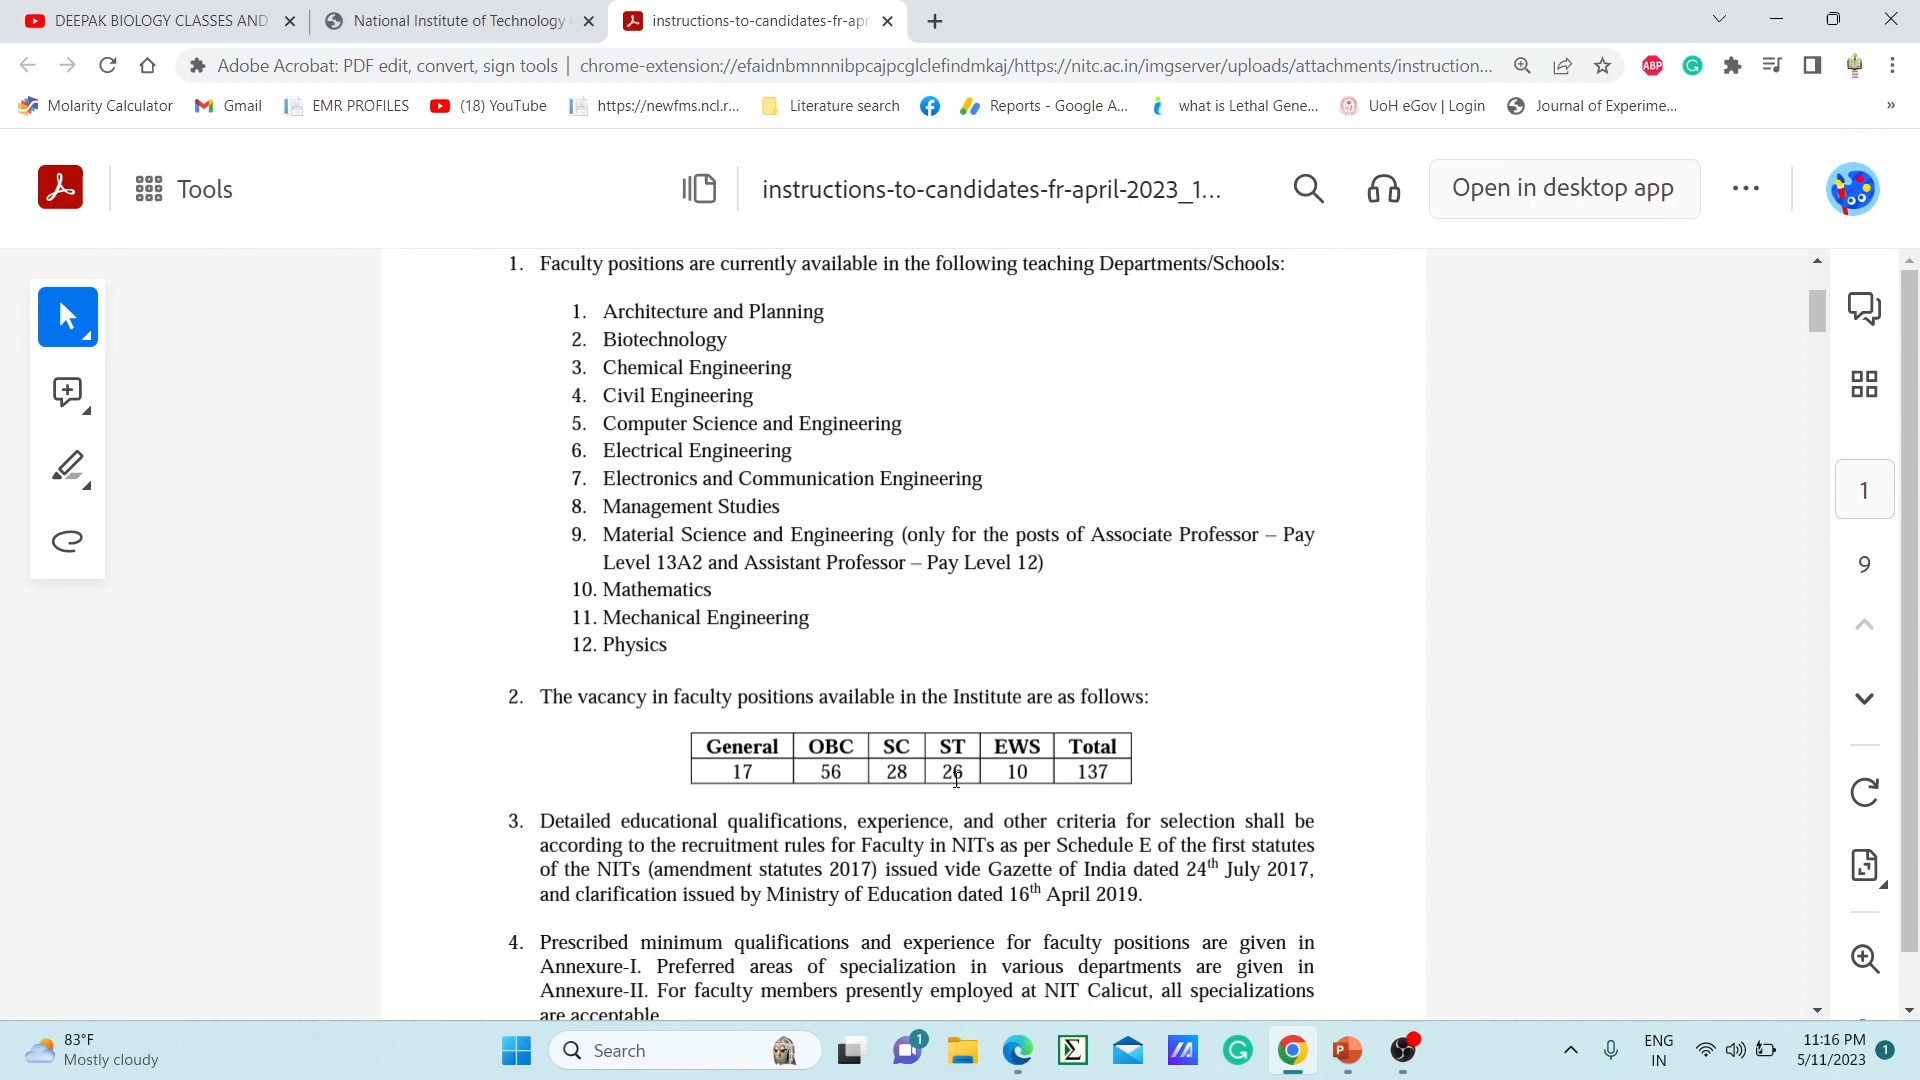 DEEPAK BIOLOGY CLASSES AND
National Institute of Technology
instructions-to-candidates-fr-apr
Adobe Acrobat: PDF edit, convert, sign tools | chrome-extension://efaidnbmnnnibpcajpcglclefindmkaj/https://nitc.ac.in/imgserver/uploads/attachments/instruction...
ABP
Molarity Calculator Gmail EMR PROFILES (18) YouTube https://newfms.ncl.r... Literature search Reports - Google A... what is Lethal Gene... UoH eGov | Login Journal of Experime... »
Tools instructions-to-candidates-fr-april-2023_1... Open in desktop app
1. Faculty positions are currently available in the following teaching Departments/Schools:
1. Architecture and Planning
2. Biotechnology
3. Chemical Engineering
4. Civil Engineering
5. Computer Science and Engineering
6. Electrical Engineering
7. Electronics and Communication Engineering
8. Management Studies
9. Material Science and Engineering (only for the posts of Associate Professor – Pay
Level 13A2 and Assistant Professor – Pay Level 12)
10. Mathematics
11. Mechanical Engineering
12. Physics
2. The vacancy in faculty positions available in the Institute are as follows:
General OBC SC ST EWS Total
17 56 28 26 10 137
3. Detailed educational qualifications, experience, and other criteria for selection shall be
according to the recruitment rules for Faculty in NITs as per Schedule E of the first statutes
of the NITs (amendment statutes 2017) issued vide Gazette of India dated 24th July 2017,
and clarification issued by Ministry of Education dated 16th April 2019.
4. Prescribed minimum qualifications and experience for faculty positions are given in
Annexure-I. Preferred areas of specialization in various departments are given in
Annexure-II. For faculty members presently employed at NIT Calicut, all specializations
are acceptable
1
9
83°F
Mostly cloudy
Search
1
ENG
IN
11:16 PM
5/11/2023
1